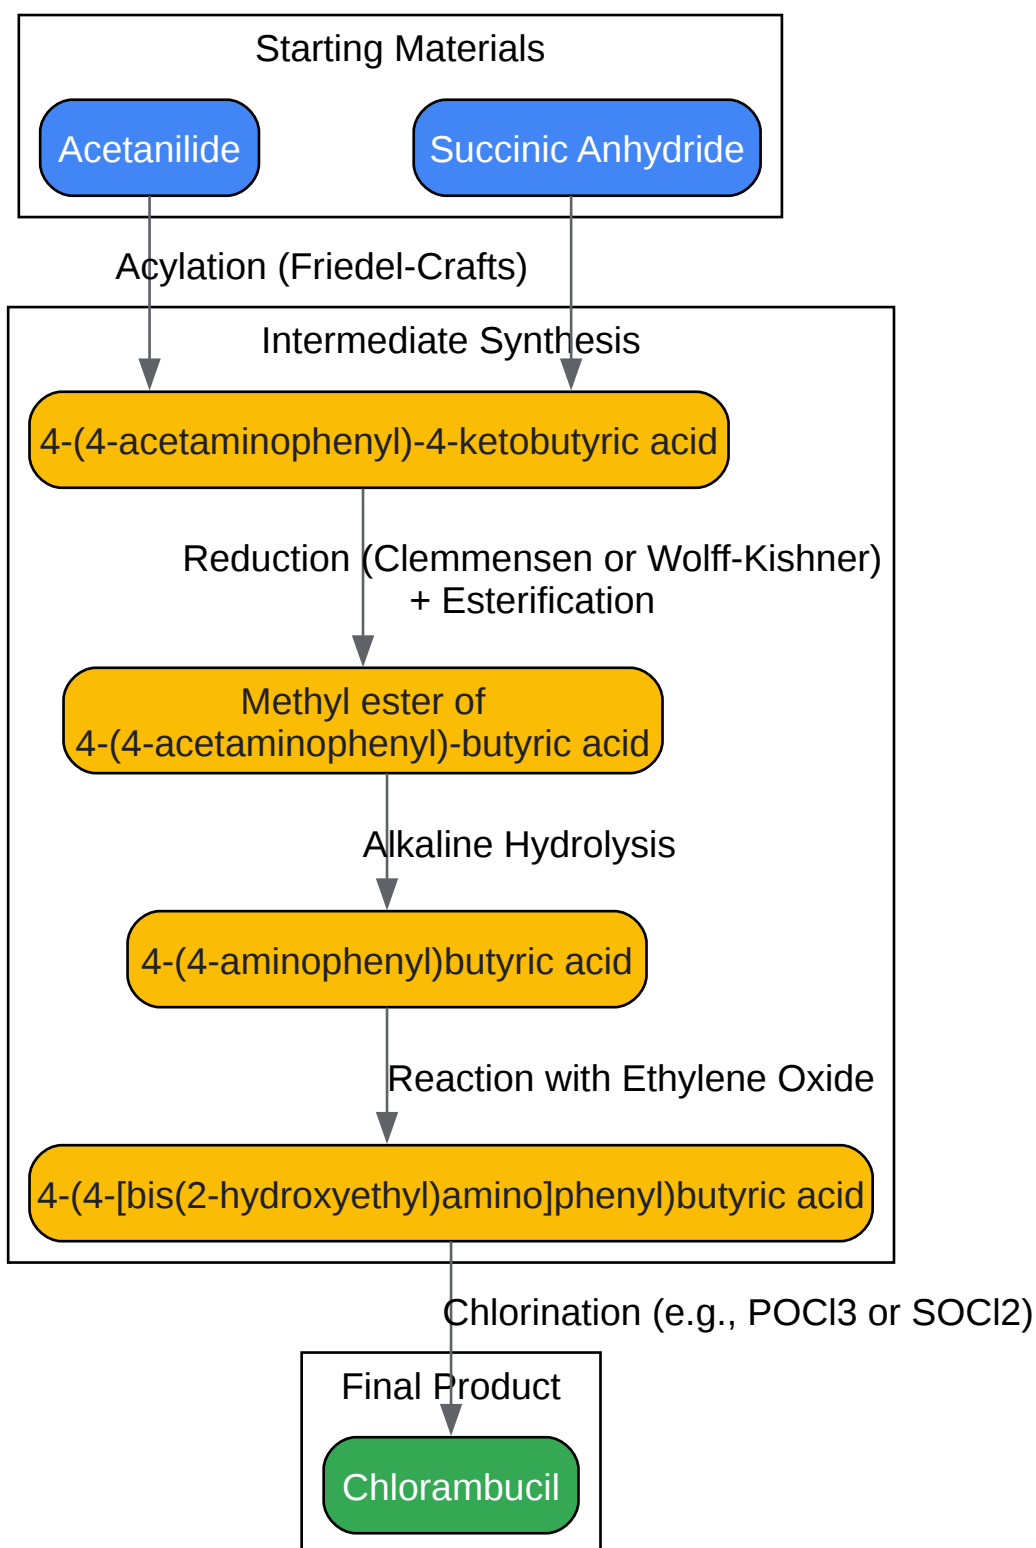 Starting Materials
Acetanilide
Succinic Anhydride
Acylation (Friedel-Crafts)
Intermediate Synthesis
4-(4-acetaminophenyl)-4-ketobutyric acid
Reduction (Clemmensen or Wolff-Kishner)
+ Esterification
Methyl ester of
4-(4-acetaminophenyl)-butyric acid
Alkaline Hydrolysis
4-(4-aminophenyl)butyric acid
Reaction with Ethylene Oxide
4-(4-[bis(2-hydroxyethyl)amino]phenyl)butyric acid
Chlorination (e.g., POCl3 or SOCl2)
Final Product
Chlorambucil